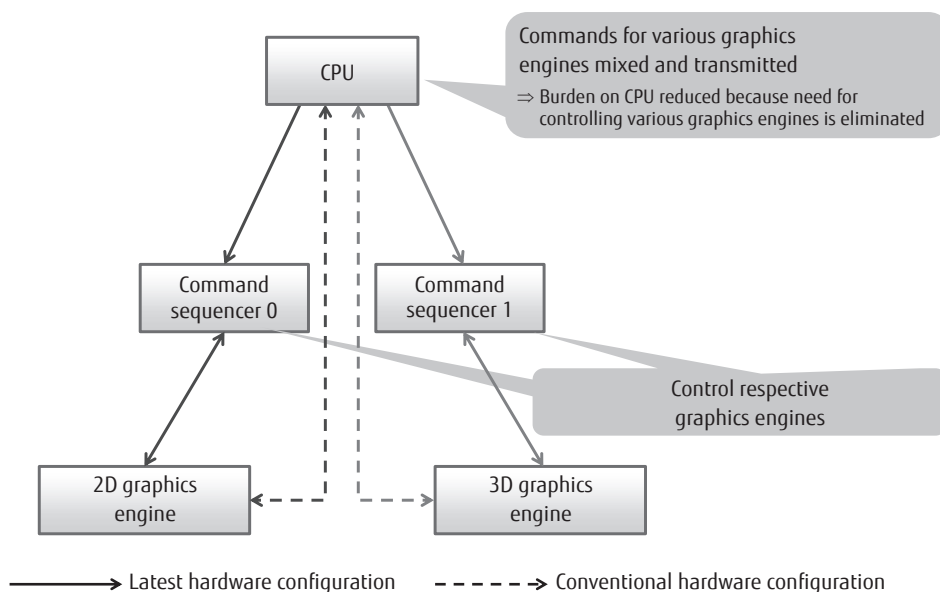 CPU
Commands for various graphics
engines mixed and transmitted
⇒ Burden on CPU reduced because need for
controlling various graphics engines is eliminated
Command
sequencer 0
Command
sequencer 1
Control respective
graphics engines
2D graphics
engine
3D graphics
engine
Latest hardware configuration
Conventional hardware configuration